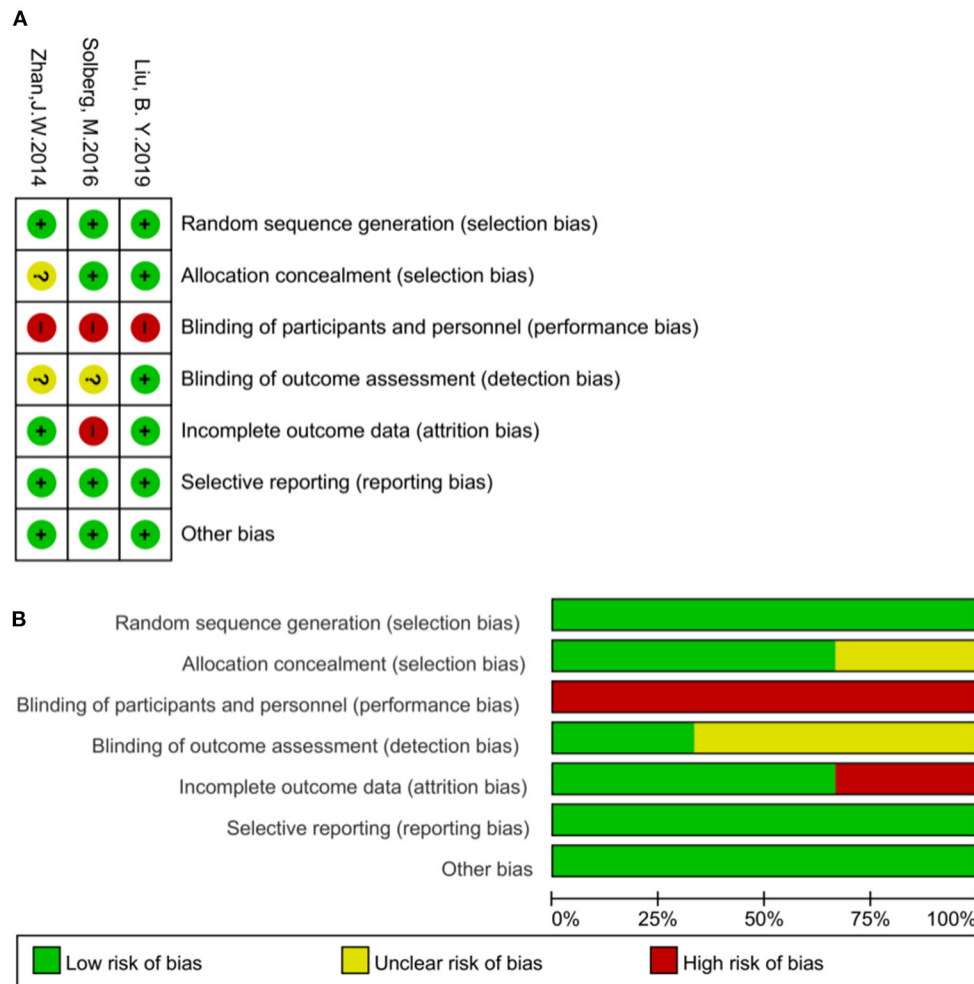 A
Zhan,J.W.2014
Solberg, M.2016
Liu, B. Y.2019
+ + + Random sequence generation (selection bias)
? + + Allocation concealment (selection bias)
– – – Blinding of participants and personnel (performance bias)
? ? + Blinding of outcome assessment (detection bias)
+ – + Incomplete outcome data (attrition bias)
+ + + Selective reporting (reporting bias)
+ + + Other bias
B
Random sequence generation (selection bias)
Allocation concealment (selection bias)
Blinding of participants and personnel (performance bias)
Blinding of outcome assessment (detection bias)
Incomplete outcome data (attrition bias)
Selective reporting (reporting bias)
Other bias
0% 25% 50% 75% 100%
Low risk of bias Unclear risk of bias High risk of bias